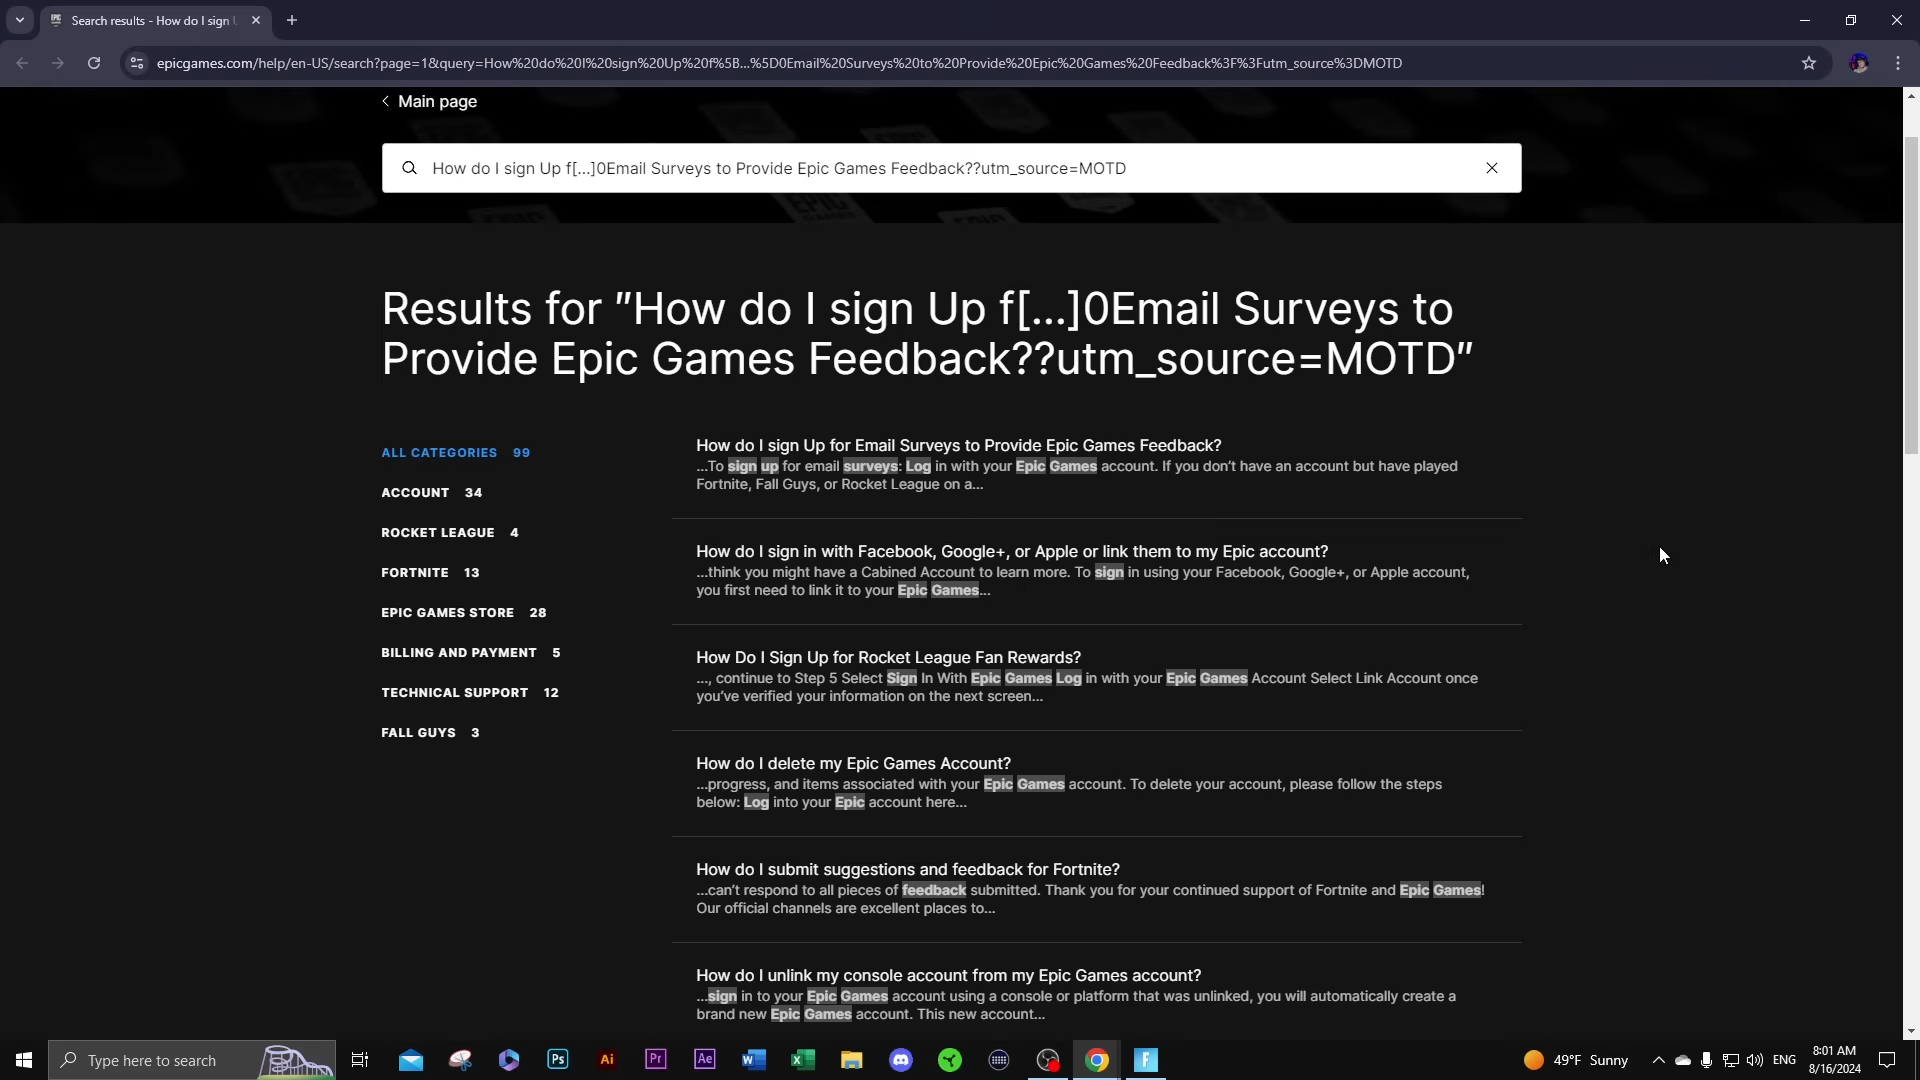 Search results - How do I sign
epicgames.com/help/en-US/search?page=1&query=How%20do%20I%20sign%20Up%20f%5B...%5D0Email%20Surveys%20to%20Provide%20Epic%20Games%20Feedback%3F%3Futm_source%3DMOTD
Main page
How do I sign Up f[...]0Email Surveys to Provide Epic Games Feedback??utm_source=MOTD
Results for "How do I sign Up f[...]0Email Surveys to
Provide Epic Games Feedback??utm_source=MOTD"
ALL CATEGORIES 99
ACCOUNT 34
ROCKET LEAGUE 4
FORTNITE 13
EPIC GAMES STORE 28
BILLING AND PAYMENT 5
TECHNICAL SUPPORT 12
FALL GUYS 3
How do I sign Up for Email Surveys to Provide Epic Games Feedback?
...To sign up for email surveys: Log in with your Epic Games account. If you don't have an account but have played
Fortnite, Fall Guys, or Rocket League on a...
How do I sign in with Facebook, Google+, or Apple or link them to my Epic account?
...think you might have a Cabined Account to learn more. To sign in using your Facebook, Google+, or Apple account,
you first need to link it to your Epic Games...
How Do I Sign Up for Rocket League Fan Rewards?
..., continue to Step 5 Select Sign In With Epic Games Log in with your Epic Games Account Select Link Account once
you've verified your information on the next screen...
How do I delete my Epic Games Account?
...progress, and items associated with your Epic Games account. To delete your account, please follow the steps
below: Log into your Epic account here...
How do I submit suggestions and feedback for Fortnite?
...can't respond to all pieces of feedback submitted. Thank you for your continued support of Fortnite and Epic Games!
Our official channels are excellent places to...
How do I unlink my console account from my Epic Games account?
...sign in to your Epic Games account using a console or platform that was unlinked, you will automatically create a
brand new Epic Games account. This new account...
Type here to search
Ps
Ai
Pr
Ae
49°F Sunny
ENG
8:01 AM
8/16/2024